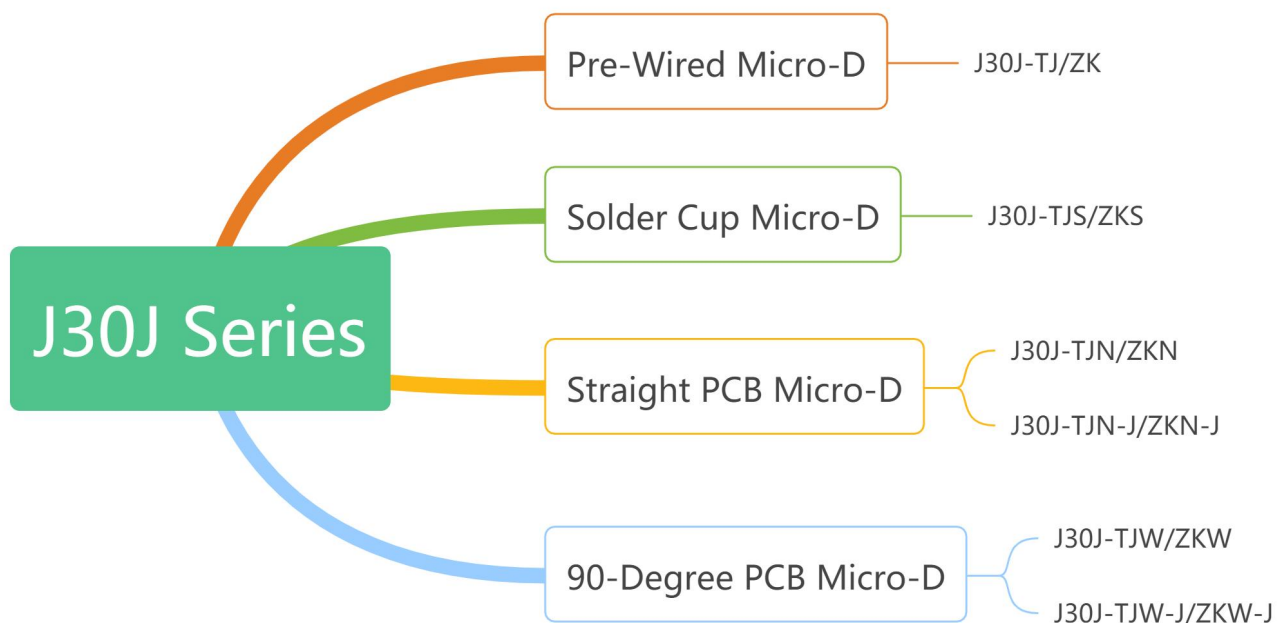 J30J Series
Pre-Wired Micro-D
J30J-TJ/ZK
Solder Cup Micro-D
J30J-TJS/ZKS
Straight PCB Micro-D
J30J-TJN/ZKN
J30J-TJN-J/ZKN-J
90-Degree PCB Micro-D
J30J-TJW/ZKW
J30J-TJW-J/ZKW-J